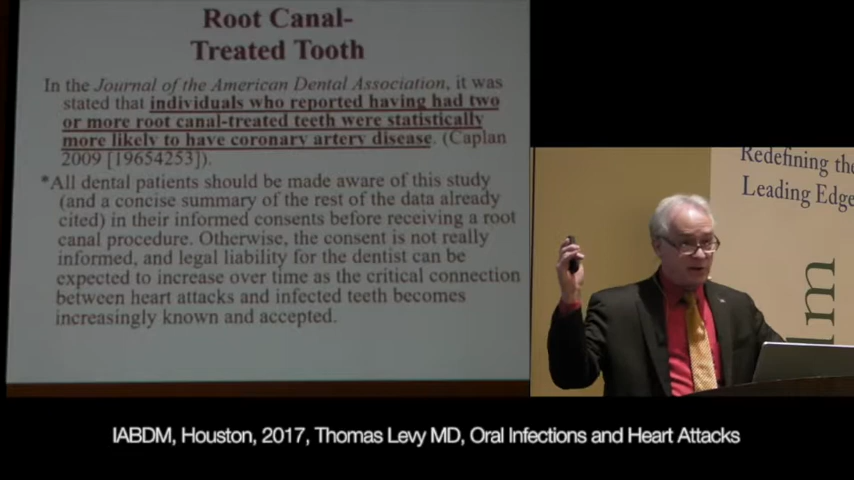 Root Canal-
Treated Tooth
In the Journal of the American Dental Association, it was
stated that individuals who reported having had two
or more root canal-treated teeth were statistically
more likely to have coronary artery disease. (Caplan
2009 [19654253]).
*All dental patients should be made aware of this study
(and a concise summary of the rest of the data already
cited) in their informed consents before receiving a root
canal procedure. Otherwise, the consent is not really
informed, and legal liability for the dentist can be
expected to increase over time as the critical connection
between heart attacks and infected teeth becomes
increasingly known and accepted.
Redefining the
Leading Edge
dm
IABDM, Houston, 2017, Thomas Levy MD, Oral Infections and Heart Attacks